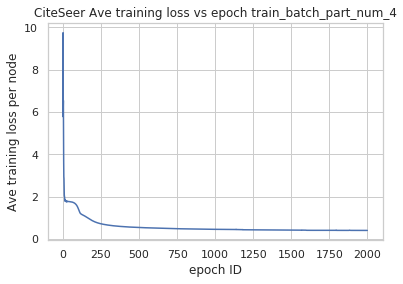 CiteSeer Ave training loss vs epoch train_batch_part_num_4
10
8
6
4
2
0
Ave training loss per node
0 250 500 750 1000 1250 1500 1750 2000
epoch ID